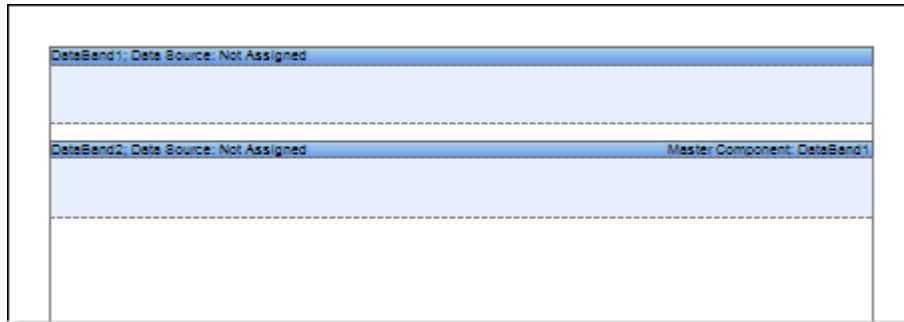 DataBand1; Data Source: Not Assigned
DataBand2; Data Source: Not Assigned Master Component: DataBand1